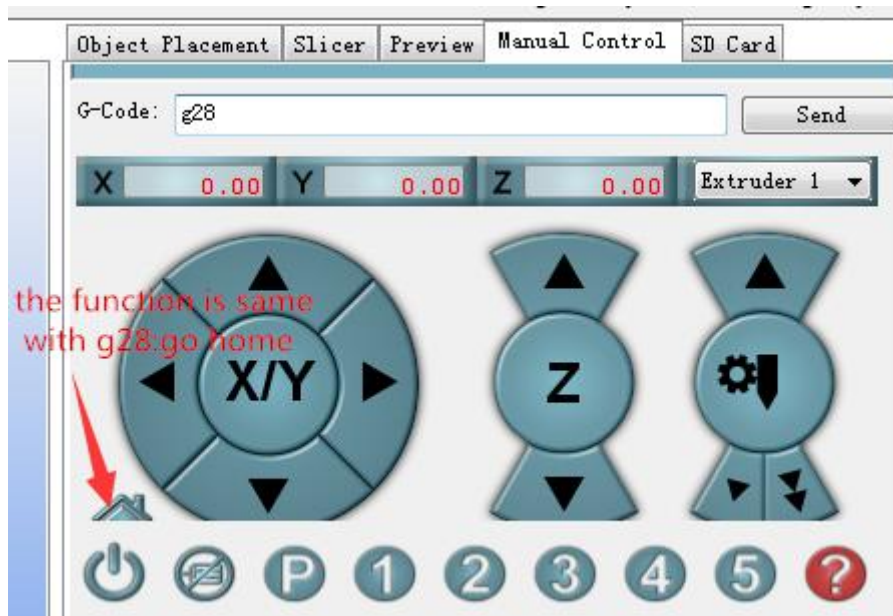 Object Placement Slicer Preview Manual Control SD Card
G-Code: g28 Send
X 0.00 Y 0.00 Z 0.00 Extruder 1
the function is same
with g28:go home
X/Y Z
P 1 2 3 4 5 ?